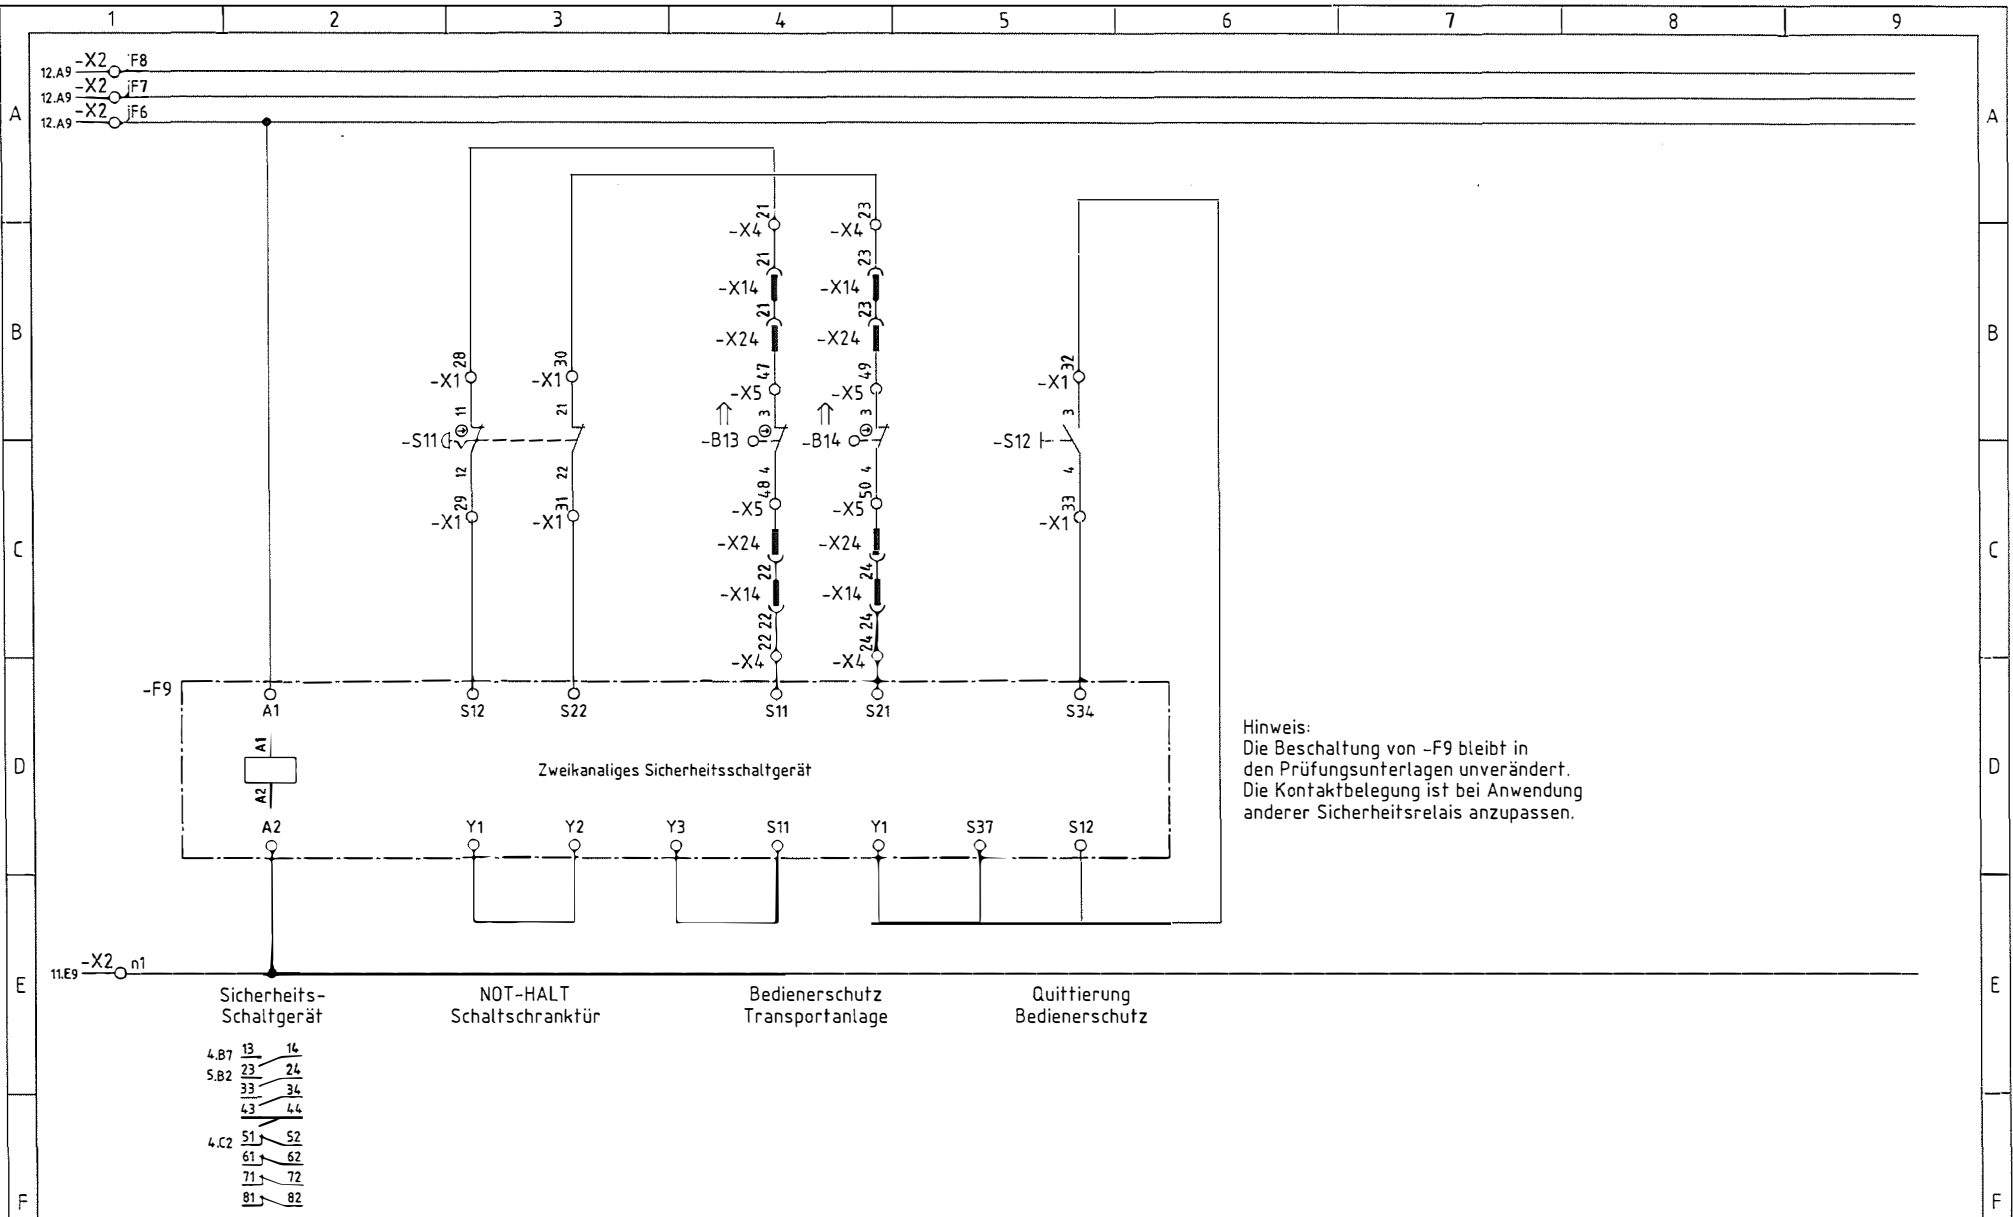 1 2 3 4 5 6 7 8 9
A A
B B
C C
D D
E E
F F
12.A9 -X2 jF8
12.A9 -X2 jF7
12.A9 -X2 jF6
-X4 21 -X4 23
-X14 21 -X14 23
-X24 21 -X24 23
-X1 28 -X1 30 -X5 47 -X5 49 -X1 32
11 21 3 3 3
-S11 -B13 -B14 -S12
12 22 4 4 4
-X1 29 -X1 31 -X5 48 -X5 50 -X1 33
-X24 22 -X24 24
-X14 22 -X14 24
-X4 22 -X4 24
-F9
A1 S12 S22 S11 S21 S34
A1
A2
Zweikanaliges Sicherheitsschaltgerät
A2 Y1 Y2 Y3 S11 Y1 S37 S12
Hinweis:
Die Beschaltung von -F9 bleibt in
den Prüfungsunterlagen unverändert.
Die Kontaktbelegung ist bei Anwendung
anderer Sicherheitsrelais anzupassen.
11.E9 -X2 n1
Sicherheits-
Schaltgerät
NOT-HALT
Schaltschranktür
Bedienerschutz
Transportanlage
Quittierung
Bedienerschutz
4.B7 13 14
5.B2 23 24
33 34
43 44
4.C2 51 52
61 62
71 72
81 82